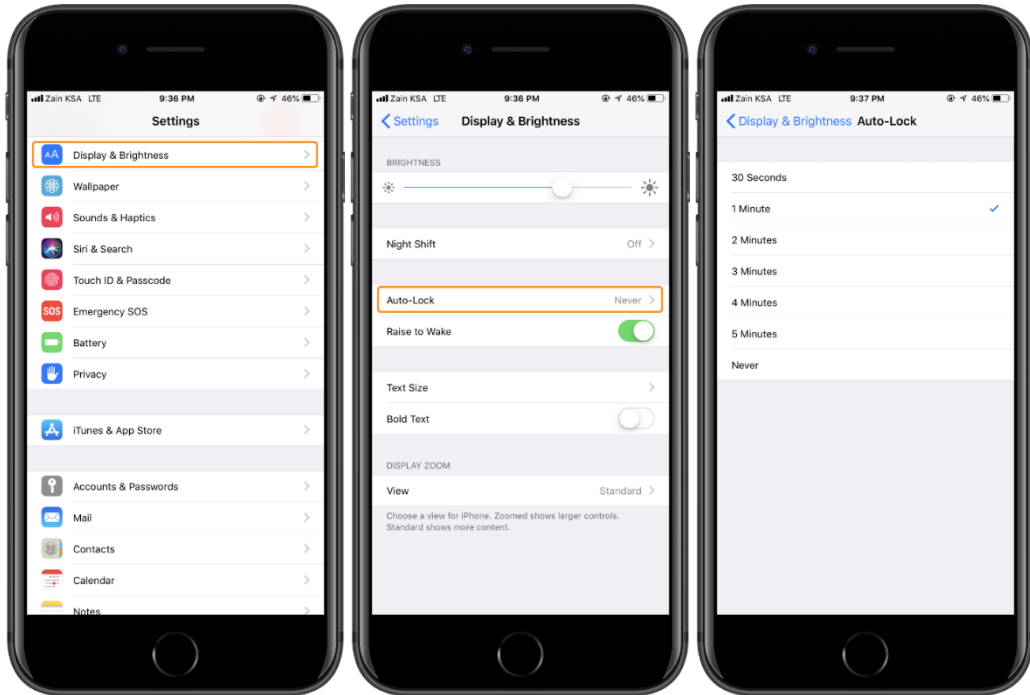 Zain KSA LTE 9:36 PM 46%
Settings
AA Display & Brightness
Wallpaper
Sounds & Haptics
Siri & Search
Touch ID & Passcode
SOS Emergency SOS
Battery
Privacy
iTunes & App Store
Accounts & Passwords
Mail
Contacts
Calendar
Notes
Zain KSA LTE 9:36 PM 46%
Settings Display & Brightness
BRIGHTNESS
Night Shift Off
Auto-Lock Never
Raise to Wake
Text Size
Bold Text
DISPLAY ZOOM
View Standard
Choose a view for iPhone. Zoomed shows larger controls.
Standard shows more content.
Zain KSA LTE 9:37 PM 46%
Display & Brightness Auto-Lock
30 Seconds
1 Minute
2 Minutes
3 Minutes
4 Minutes
5 Minutes
Never